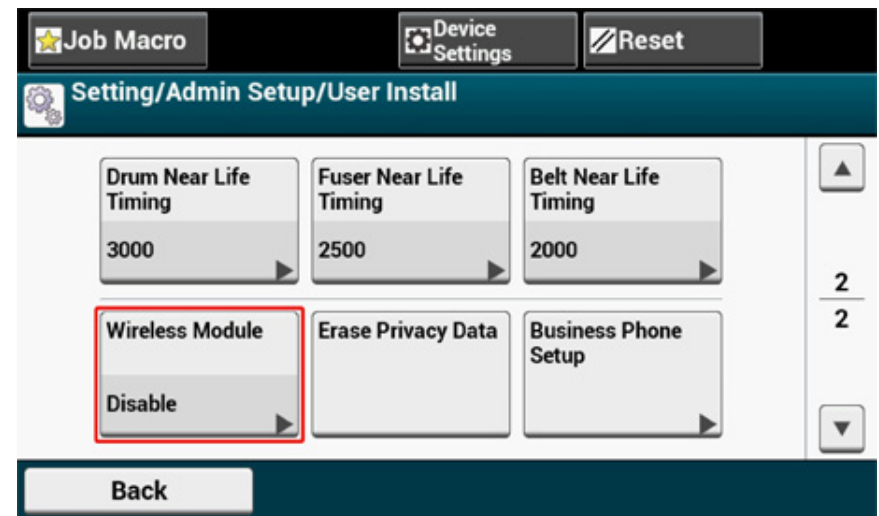 Job Macro
Device
Settings
Reset
Setting/Admin Setup/User Install
Drum Near Life
Timing
3000
Fuser Near Life
Timing
2500
Belt Near Life
Timing
2000
2
2
Wireless Module
Disable
Erase Privacy Data
Business Phone
Setup
Back